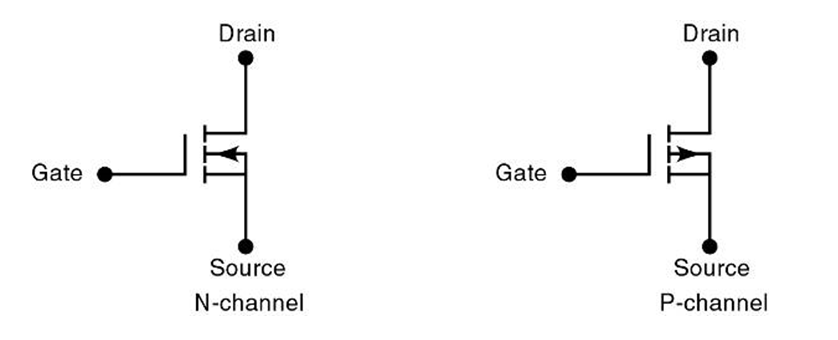 Drain
Gate
Source
N-channel
Drain
Gate
Source
P-channel